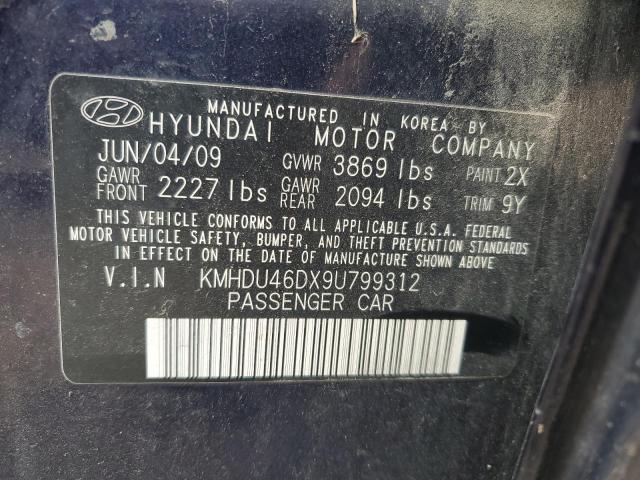 MANUFACTURED IN KOREA BY
HYUNDAI MOTOR COMPANY
JUN/04/09 GVWR 3869 lbs PAINT 2X
GAWR FRONT 2227 lbs GAWR REAR 2094 lbs TRIM 9Y
THIS VEHICLE CONFORMS TO ALL APPLICABLE U.S.A. FEDERAL
MOTOR VEHICLE SAFETY, BUMPER, AND THEFT PREVENTION STANDARDS
IN EFFECT ON THE DATE OF MANUFACTURE SHOWN ABOVE.
V.I.N KMHDU46DX9U799312
PASSENGER CAR